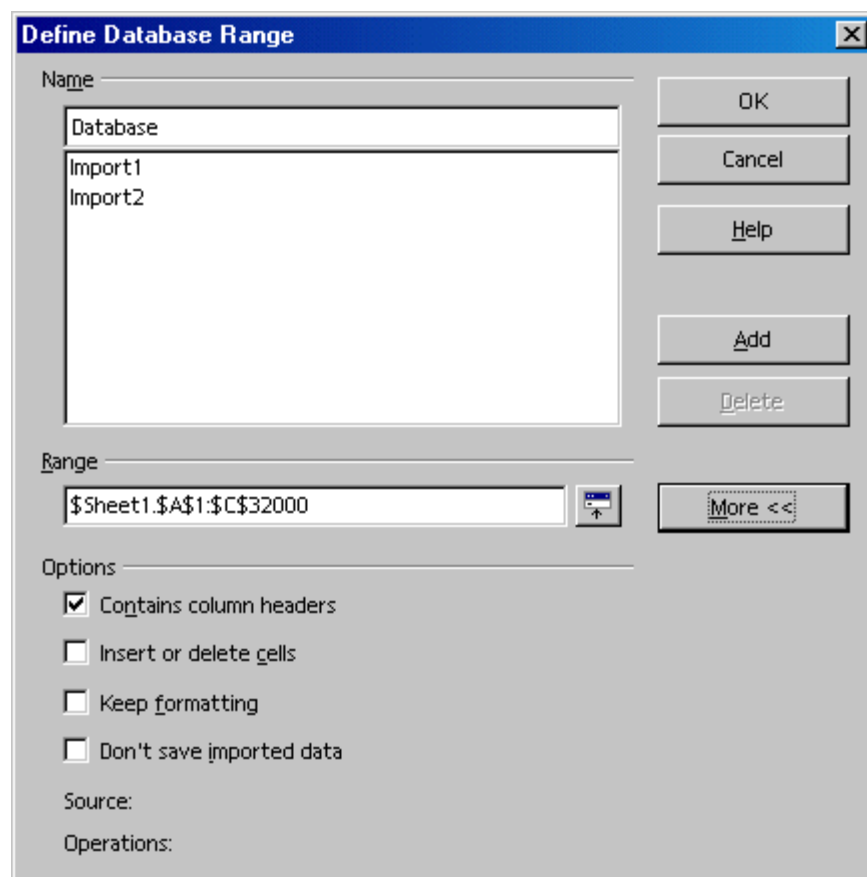 Define Database Range
Name
OK
Database
Cancel
Import1
Import2
Help
Add
Delete
Range
$Sheet1.$A$1:$C$32000
More <<
Options
Contains column headers
Insert or delete cells
Keep formatting
Don't save imported data
Source:
Operations: